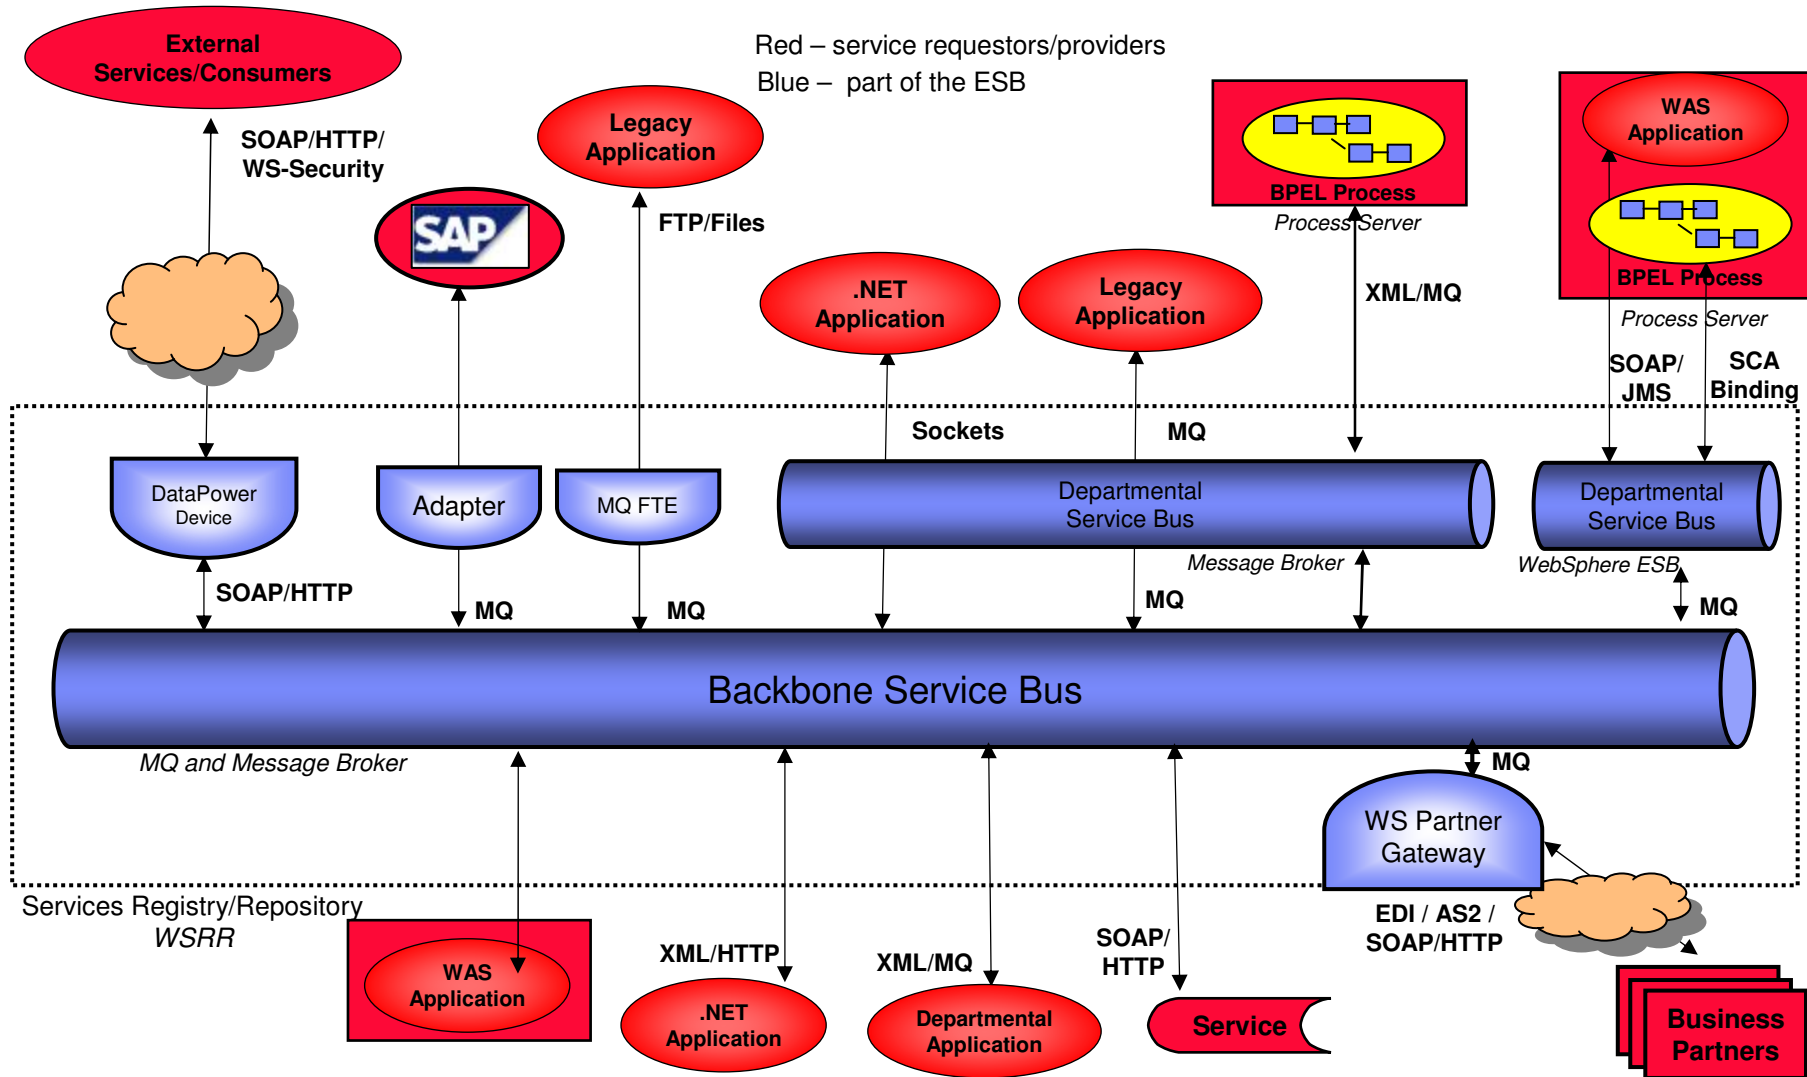 External
Services/Consumers
Red – service requestors/providers
Blue – part of the ESB
SOAP/HTTP/
WS-Security
Legacy
Application
BPEL Process
Process Server
WAS
Application
BPEL Process
Process Server
SAP
FTP/Files
.NET
Application
Legacy
Application
XML/MQ
SOAP/
JMS
SCA
Binding
Sockets
MQ
DataPower
Device
Adapter
MQ FTE
Departmental
Service Bus
Departmental
Service Bus
Message Broker
WebSphere ESB
SOAP/HTTP
MQ
MQ
MQ
MQ
Backbone Service Bus
MQ and Message Broker
MQ
WS Partner
Gateway
Services Registry/Repository
WSRR
EDI / AS2 /
SOAP/HTTP
WAS
Application
XML/HTTP
.NET
Application
XML/MQ
Departmental
Application
SOAP/
HTTP
Service
Business
Partners